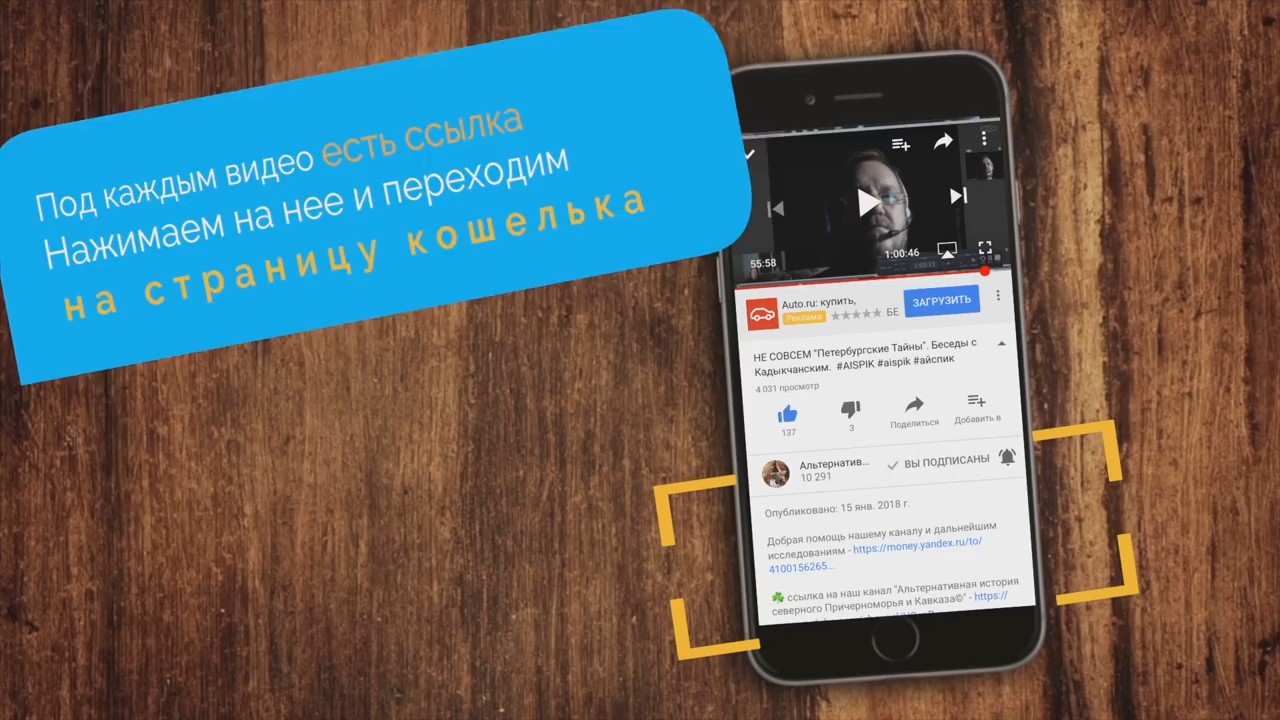 Под каждым видео есть ссылка
Нажимаем на нее и переходим
на страницу кошелька
55:58
1:00:46
Auto.ru: купить,
Реклама
БЕ
ЗАГРУЗИТЬ
НЕ СОВСЕМ "Петербургские Тайны". Беседы с
Кадыкчанским. #AISPIK #aispik #айспик
4 031 просмотр
137
3
Поделиться
Добавить в
Альтернатив...
10 291
ВЫ ПОДПИСАНЫ
Опубликовано: 15 янв. 2018 г.
Добрая помощь нашему каналу и дальнейшим
исследованиям - https://money.yandex.ru/to/
4100156265...
ссылка на наш канал "Альтернативная история
северного Причерноморья и Кавказа©" - https://